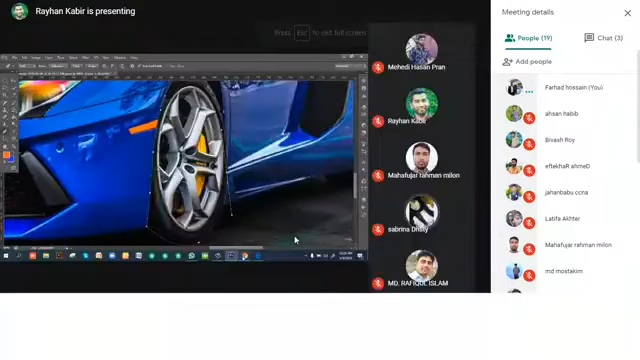 Rayhan Kabir is presenting
Press Esc to exit full screen
Mehedi Hasan Pran
Rayhan Kabir
Mahafujar rahman milon
sabrina Dristy
MD. RAFIQUL ISLAM
Meeting details
People (19)
Chat (3)
Add people
Farhad hossain (You)
ahsan habib
Bivash Roy
eftekhaR ahmeD
jahanbabu ccna
Latifa Akhter
Mahafujar rahman milon
md mostakim